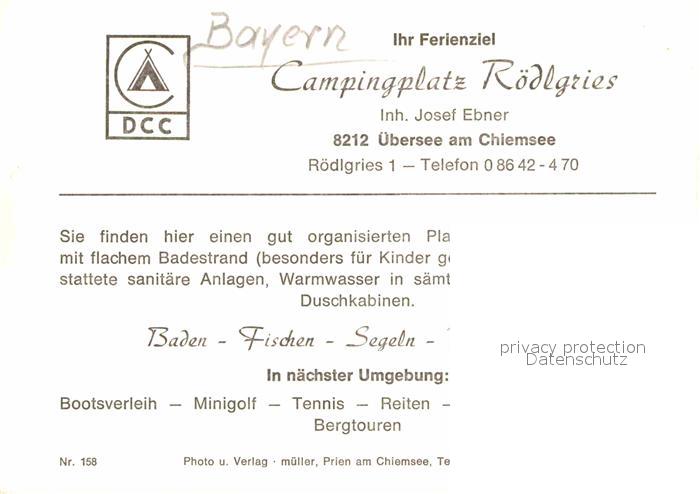 Bayern
Ihr Ferienziel
Campingplatz Rödlgries
DCC
Inh. Josef Ebner
8212 Übersee am Chiemsee
Rödlgries 1 — Telefon 0 86 42 - 4 70
Sie finden hier einen gut organisierten Pla
mit flachem Badestrand (besonders für Kinder g
stattete sanitäre Anlagen, Warmwasser in sämt
Duschkabinen.
Baden - Fischen - Segeln -
privacy protection
Datenschutz
In nächster Umgebung:
Bootsverleih — Minigolf — Tennis — Reiten —
Bergtouren
Nr. 158
Photo u. Verlag · müller, Prien am Chiemsee, Te